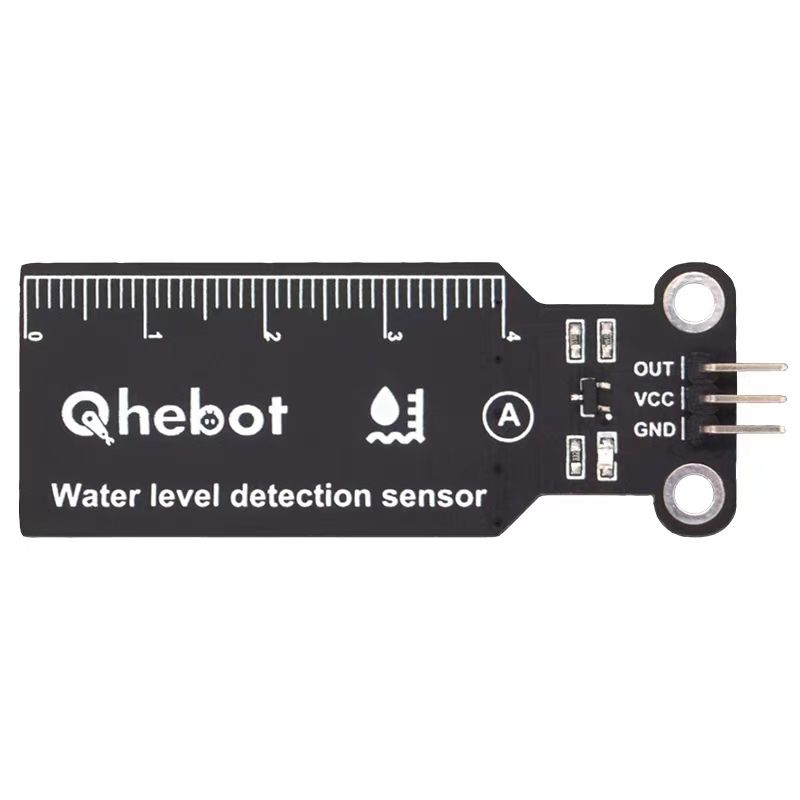 0 1 2 3 4
Qhebot
A
Water level detection sensor
OUT
VCC
GND